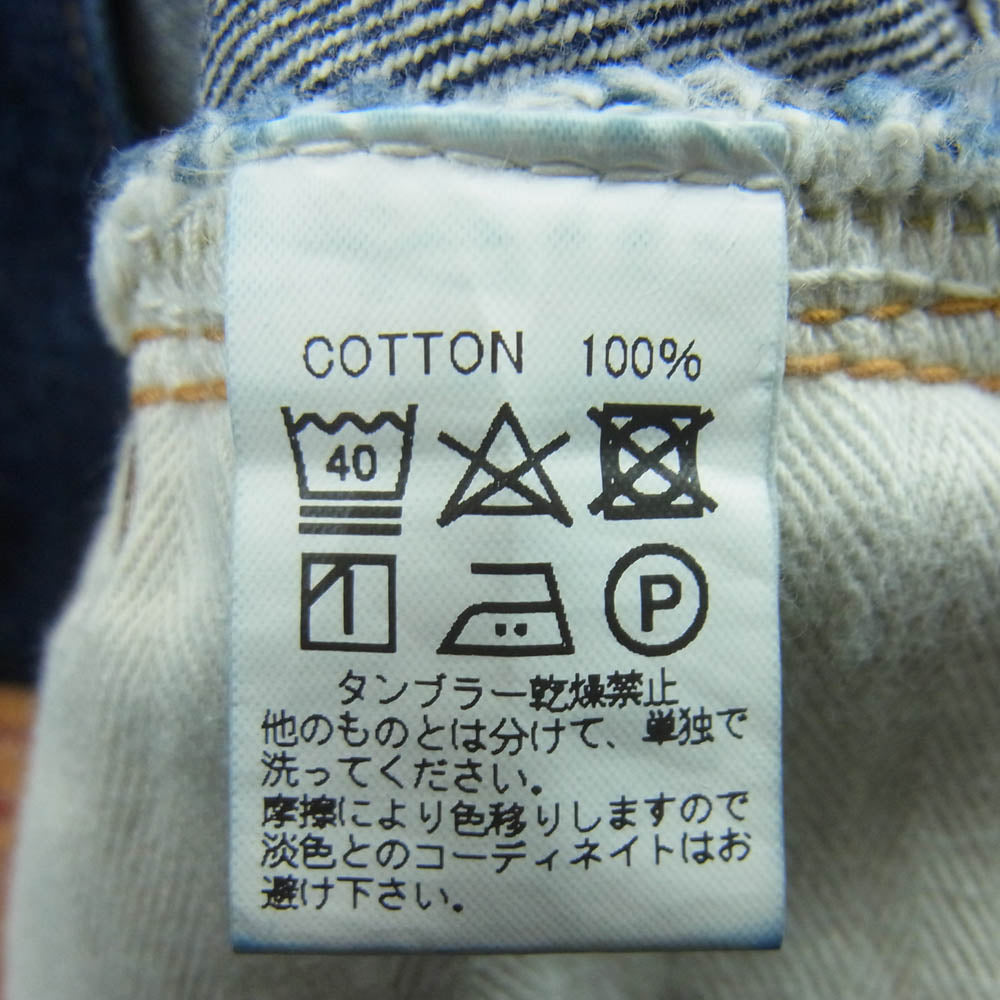 COTTON 100%
40
P
タンブラー乾燥禁止
他のものとは分けて、単独で
洗ってください。
摩擦により色移りしますので
淡色とのコーディネイトはお
避け下さい。